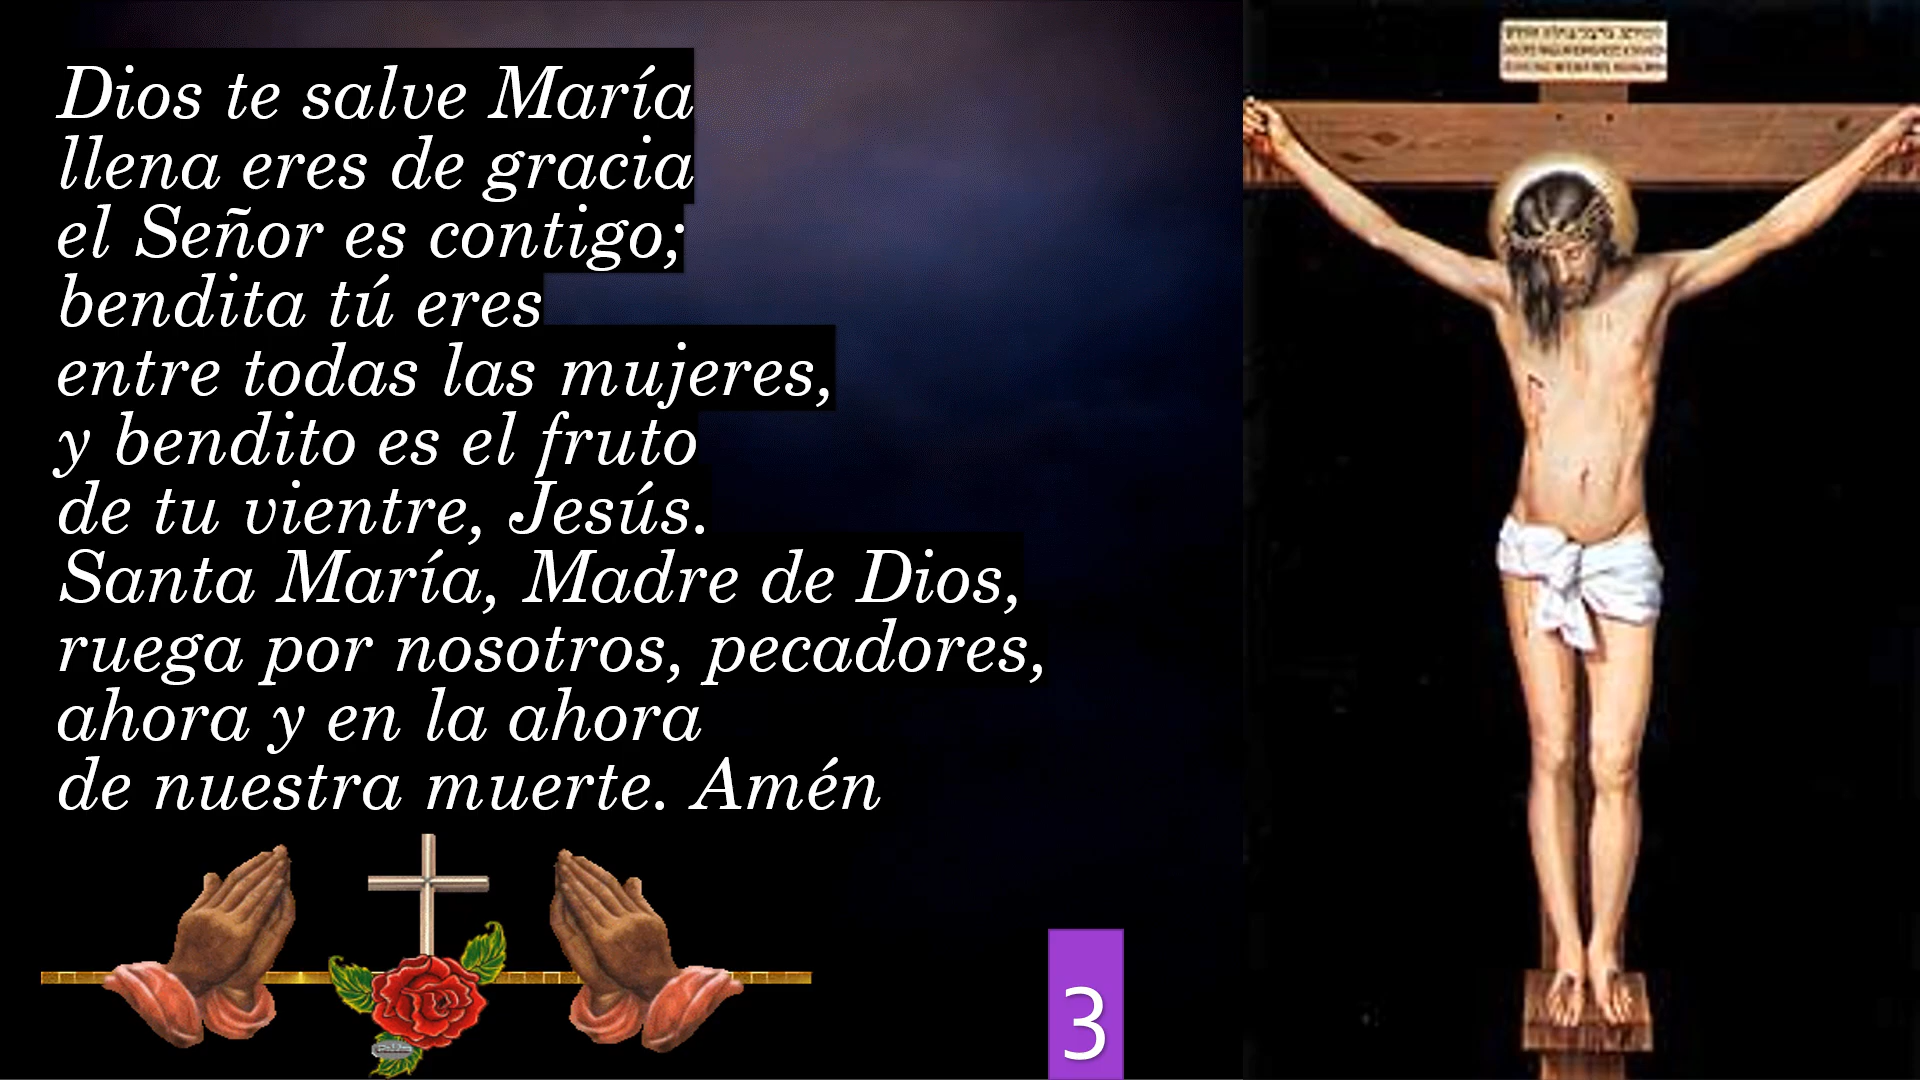 Dios te salve María
llena eres de gracia
el Señor es contigo;
bendita tú eres
entre todas las mujeres,
y bendito es el fruto
de tu vientre, Jesús.
Santa María, Madre de Dios,
ruega por nosotros, pecadores,
ahora y en la ahora
de nuestra muerte. Amén
3